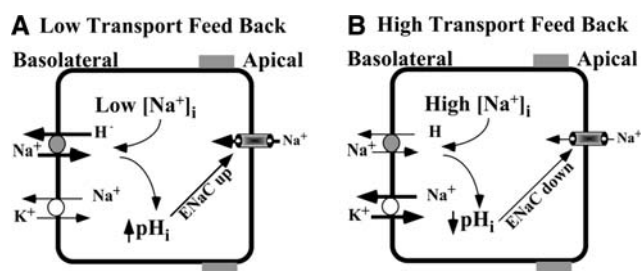 A Low Transport Feed Back
Basolateral Apical
Low [Na⁺]ᵢ
H⁻
Na⁺
Na⁺
Na⁺
K⁺
ENaC up
pHᵢ
B High Transport Feed Back
Basolateral Apical
High [Na⁺]ᵢ
H
Na⁺
Na⁺
Na⁺
K⁺
ENaC down
pHᵢ